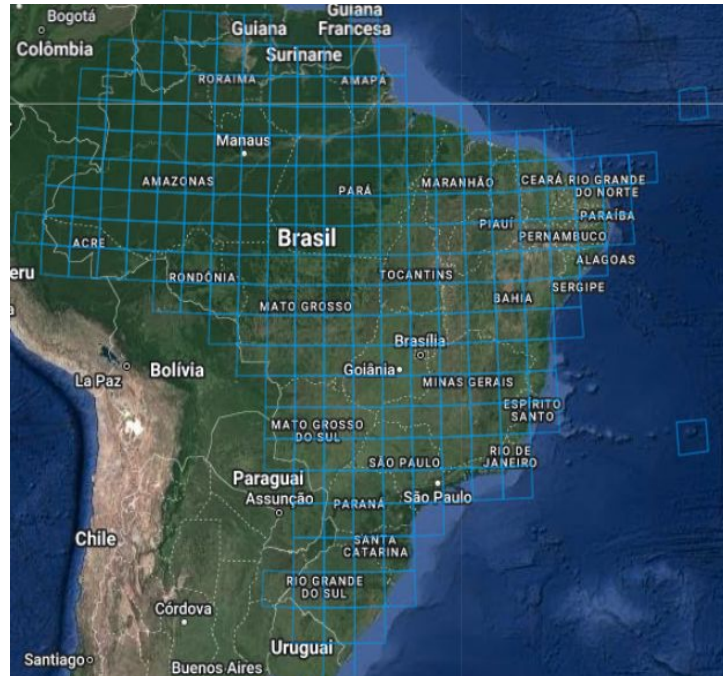 Bogotá
Colômbia
Guiana
Guiana
Francesa
Suriname
RORAIMA
AMAPÁ
Manaus
AMAZONAS
PARÁ
MARANHÃO
CEARÁ
RIO GRANDE
DO NORTE
PARAÍBA
PIAUÍ
PERNAMBUCO
ACRE
Brasil
ALAGOAS
eru
RONDÔNIA
TOCANTINS
SERGIPE
MATO GROSSO
BAHIA
Brasília
La Paz
Bolívia
Goiânia
MINAS GERAIS
ESPÍRITO
SANTO
MATO GROSSO
DO SUL
RIO DE
JANEIRO
SÃO PAULO
Paraguai
Assunção
PARANÁ
São Paulo
Chile
SANTA
CATARINA
RIO GRANDE
DO SUL
Córdova
Uruguai
Santiago
Buenos Aires